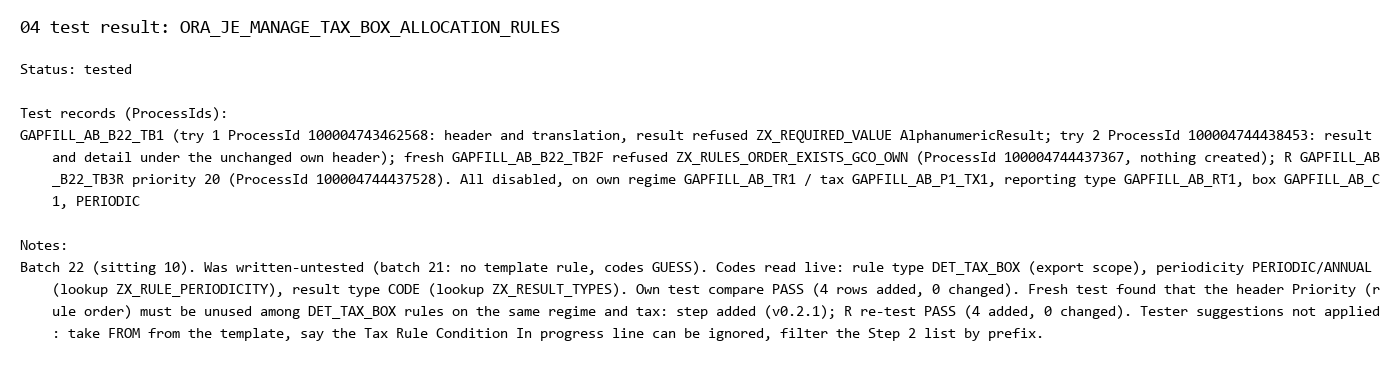 04 test result: ORA_JE_MANAGE_TAX_BOX_ALLOCATION_RULES
Status: tested
Test records (ProcessIds):
GAPFILL_AB_B22_TB1 (try 1 ProcessId 100004743462568: header and translation, result refused ZX_REQUIRED_VALUE AlphanumericResult; try 2 ProcessId 100004744438453: result
and detail under the unchanged own header); fresh GAPFILL_AB_B22_TB2F refused ZX_RULES_ORDER_EXISTS_GCO_OWN (ProcessId 100004744437367, nothing created); R GAPFILL_AB
_B22_TB3R priority 20 (ProcessId 100004744437528). All disabled, on own regime GAPFILL_AB_TR1 / tax GAPFILL_AB_P1_TX1, reporting type GAPFILL_AB_RT1, box GAPFILL_AB_C
1, PERIODIC
Notes:
Batch 22 (sitting 10). Was written-untested (batch 21: no template rule, codes GUESS). Codes read live: rule type DET_TAX_BOX (export scope), periodicity PERIODIC/ANNUAL
(lookup ZX_RULE_PERIODICITY), result type CODE (lookup ZX_RESULT_TYPES). Own test compare PASS (4 rows added, 0 changed). Fresh test found that the header Priority (r
ule order) must be unused among DET_TAX_BOX rules on the same regime and tax: step added (v0.2.1); R re-test PASS (4 added, 0 changed). Tester suggestions not applied
: take FROM from the template, say the Tax Rule Condition In progress line can be ignored, filter the Step 2 list by prefix.